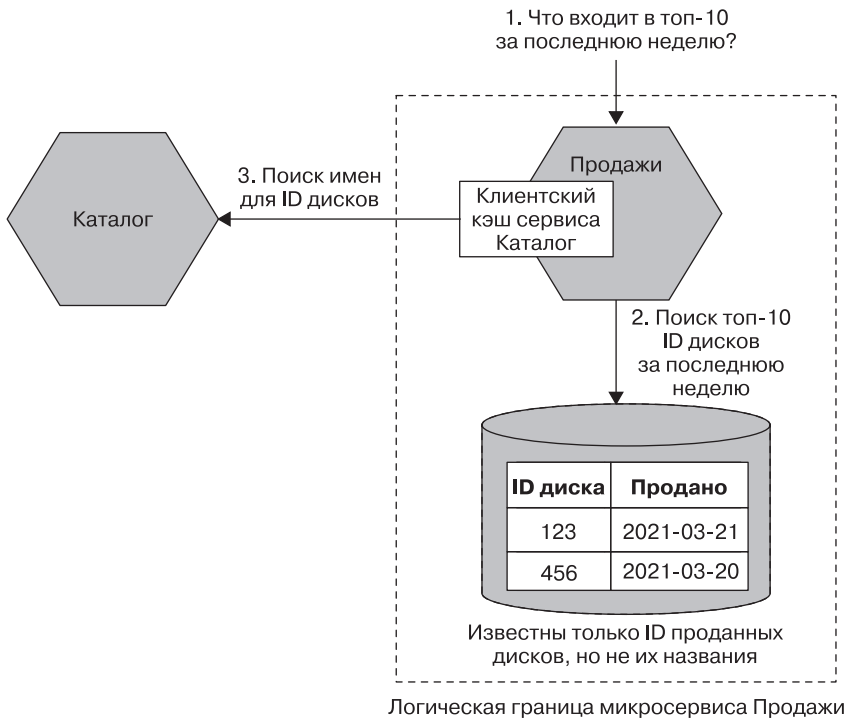 1. Что входит в топ-10
за последнюю неделю?
Продажи
3. Поиск имен
для ID дисков
Каталог
Клиентский
кэш сервиса
Каталог
2. Поиск топ-10
ID дисков
за последнюю
неделю
ID диска Продано
123 2021-03-21
456 2021-03-20
Известны только ID проданных
дисков, но не их названия
Логическая граница микросервиса Продажи